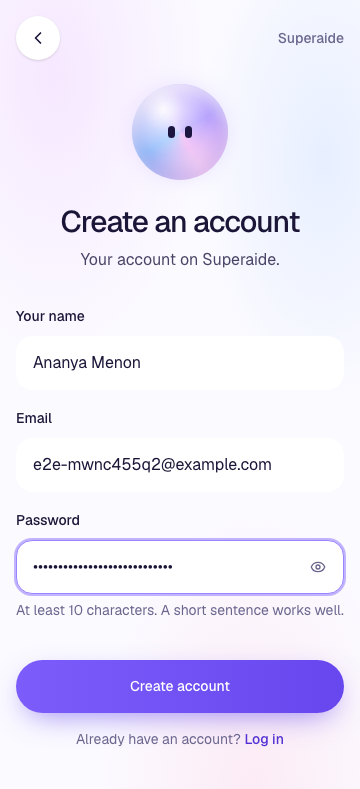 Superaide
Create an account
Your account on Superaide.
Your name
Ananya Menon
Email
e2e-mwnc455q2@example.com
Password
••••••••••••••••••••••••••••
At least 10 characters. A short sentence works well.
Create account
Already have an account? Log in